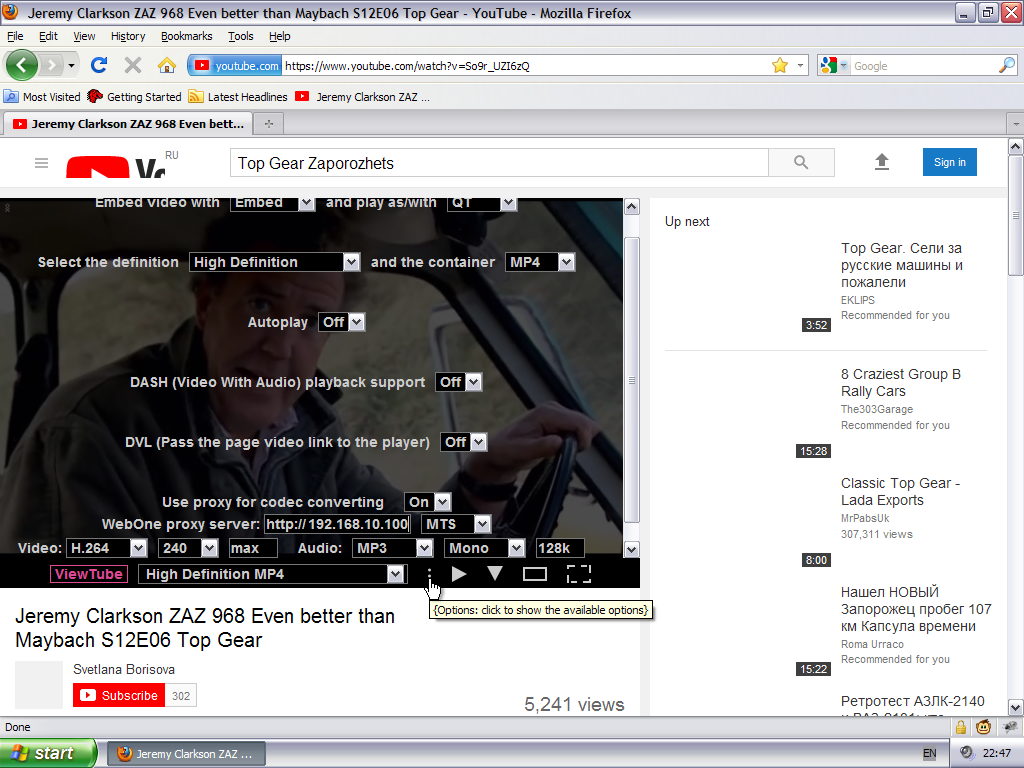 Jeremy Clarkson ZAZ 968 Even better than Maybach S12E06 Top Gear - YouTube - Mozilla Firefox
File Edit View History Bookmarks Tools Help
youtube.com https://www.youtube.com/watch?v=So9r_UZI6zQ Google
Most Visited Getting Started Latest Headlines Jeremy Clarkson ZAZ ...
Jeremy Clarkson ZAZ 968 Even bett...
RU
Top Gear Zaporozhets
Sign in
Embed video with Embed and play as/with QT
Select the definition High Definition and the container MP4
Autoplay Off
DASH (Video With Audio) playback support Off
DVL (Pass the page video link to the player) Off
Use proxy for codec converting On
WebOne proxy server: http://192.168.10.100 MTS
Video: H.264 240 max Audio: MP3 Mono 128k
ViewTube High Definition MP4
{Options: click to show the available options}
Jeremy Clarkson ZAZ 968 Even better than
Maybach S12E06 Top Gear
Svetlana Borisova
Subscribe 302
5,241 views
Up next
Top Gear. Сели за
русские машины и
пожалели
EKLIPS
Recommended for you
3:52
8 Craziest Group B
Rally Cars
The303Garage
Recommended for you
15:28
Classic Top Gear -
Lada Exports
MrPabsUk
307,311 views
8:00
Нашел НОВЫЙ
Запорожец пробег 107
км Капсула времени
Roma Urraco
Recommended for you
15:22
Ретротест АЗЛК-2140
Done
start Jeremy Clarkson ZAZ ... EN 22:47